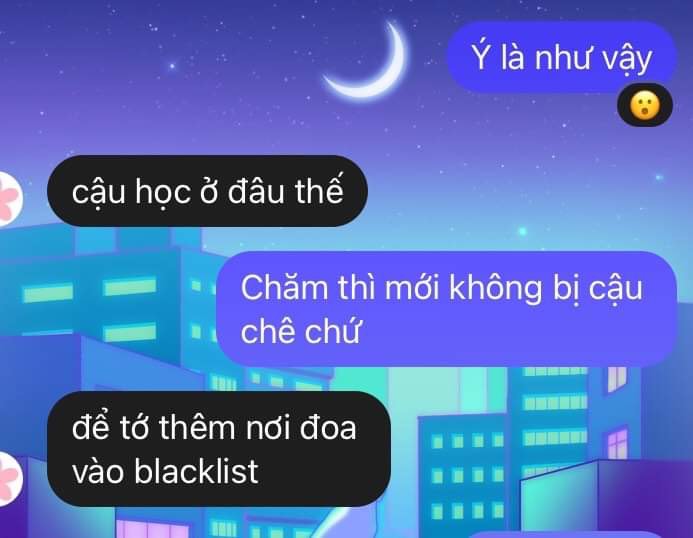 Ý là như vậy
cậu học ở đâu thế
Chăm thì mới không bị cậu
chê chứ
để tớ thêm nơi đoa
vào blacklist